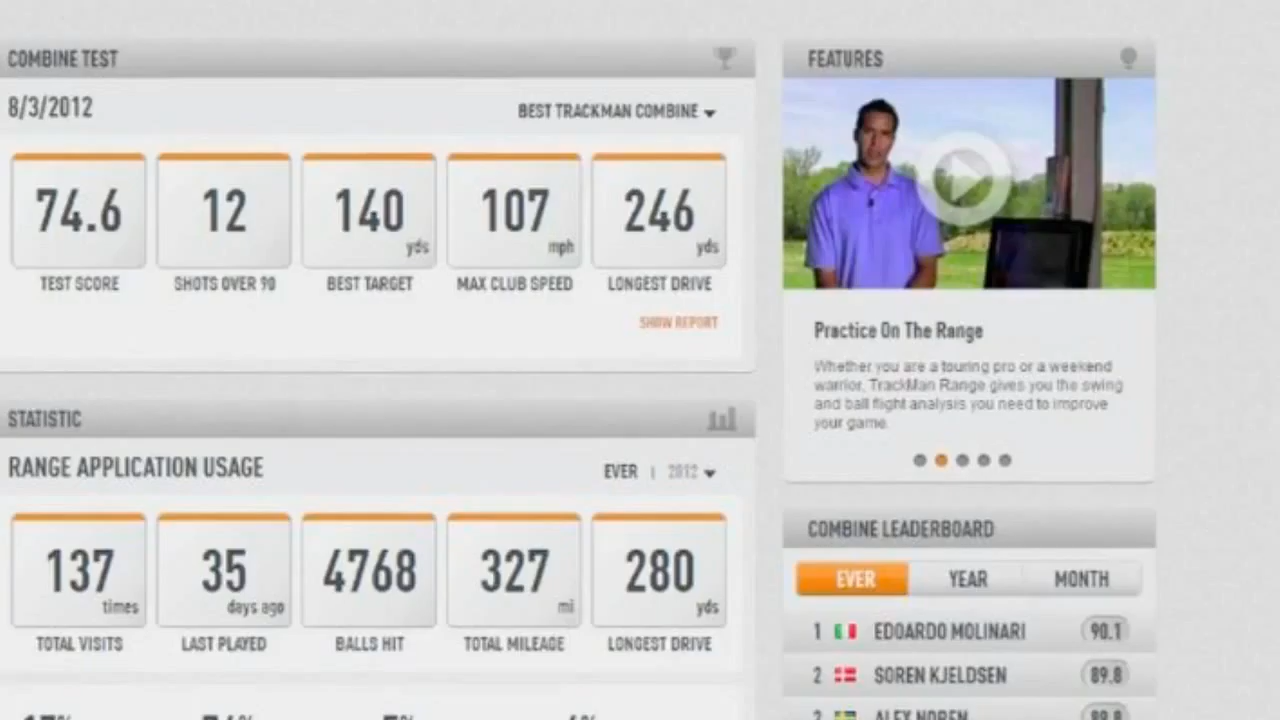 COMBINE TEST
8/3/2012
BEST TRACKMAN COMBINE
74.6
TEST SCORE
12
SHOTS OVER 90
140 yds
BEST TARGET
107 mph
MAX CLUB SPEED
246 yds
LONGEST DRIVE
SHOW REPORT
STATISTIC
RANGE APPLICATION USAGE
EVER | 2012
137 times
TOTAL VISITS
35 days ago
LAST PLAYED
4768
BALLS HIT
327 mi
TOTAL MILEAGE
280 yds
LONGEST DRIVE
FEATURES
Practice On The Range
Whether you are a touring pro or a weekend
warrior, TrackMan Range gives you the swing
and ball flight analysis you need to improve
your game.
COMBINE LEADERBOARD
EVER YEAR MONTH
1 EDOARDO MOLINARI 90.1
2 SOREN KJELDSEN 89.8
ALEX NOREN